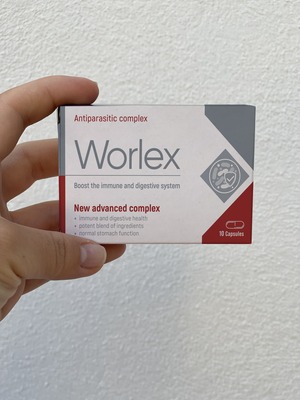 Antiparasitic complex
Worlex
Boost the immune and digestive system
New advanced complex
• immune and digestive health
• potent blend of ingredients
• normal stomach function
10 Capsules